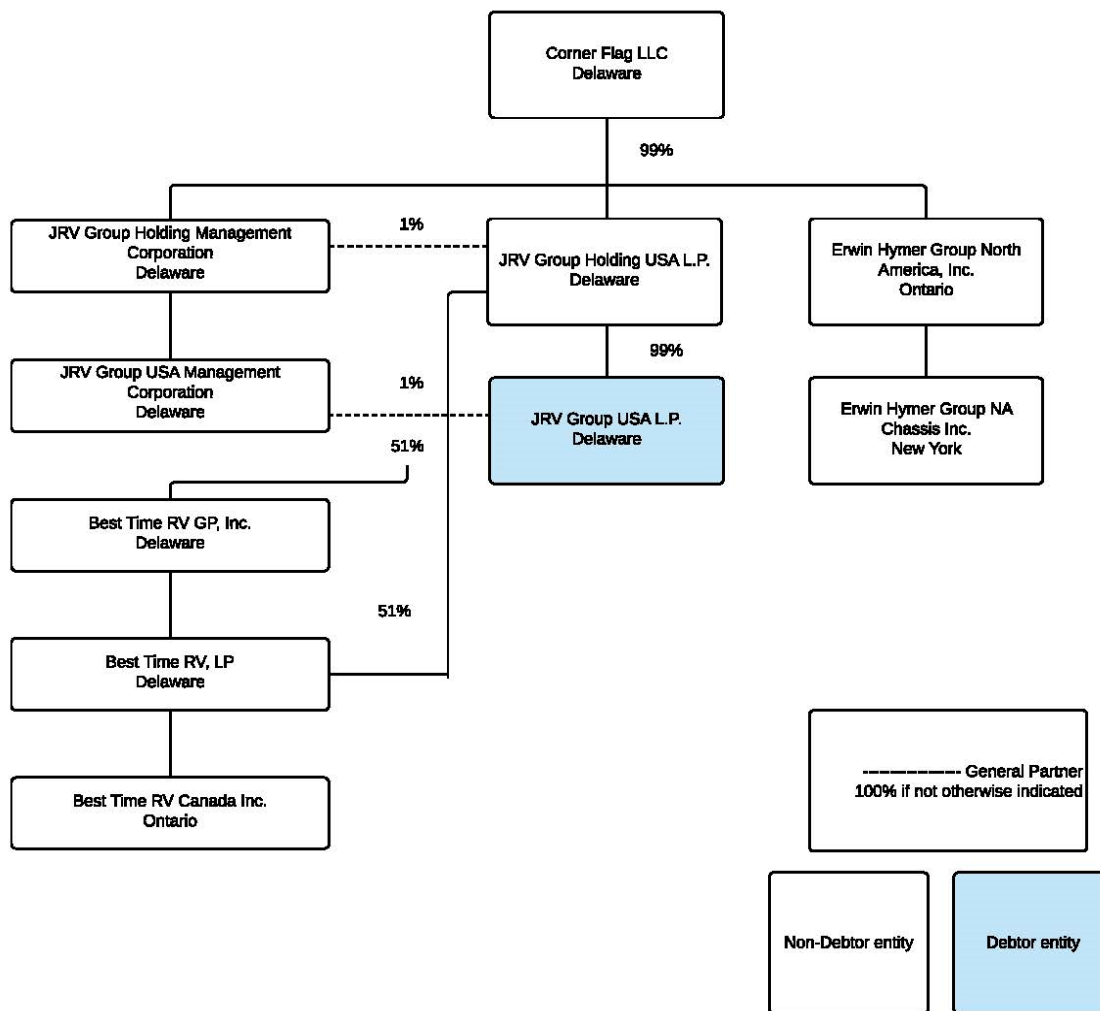 Corner Flag LLC
Delaware
99%
JRV Group Holding Management
Corporation
Delaware
1%
JRV Group Holding USA L.P.
Delaware
Erwin Hymer Group North
America, Inc.
Ontario
99%
JRV Group USA Management
Corporation
Delaware
1%
JRV Group USA L.P.
Delaware
Erwin Hymer Group NA
Chassis Inc.
New York
51%
Best Time RV GP, Inc.
Delaware
51%
Best Time RV, LP
Delaware
Best Time RV Canada Inc.
Ontario
General Partner
100% if not otherwise indicated
Non-Debtor entity
Debtor entity